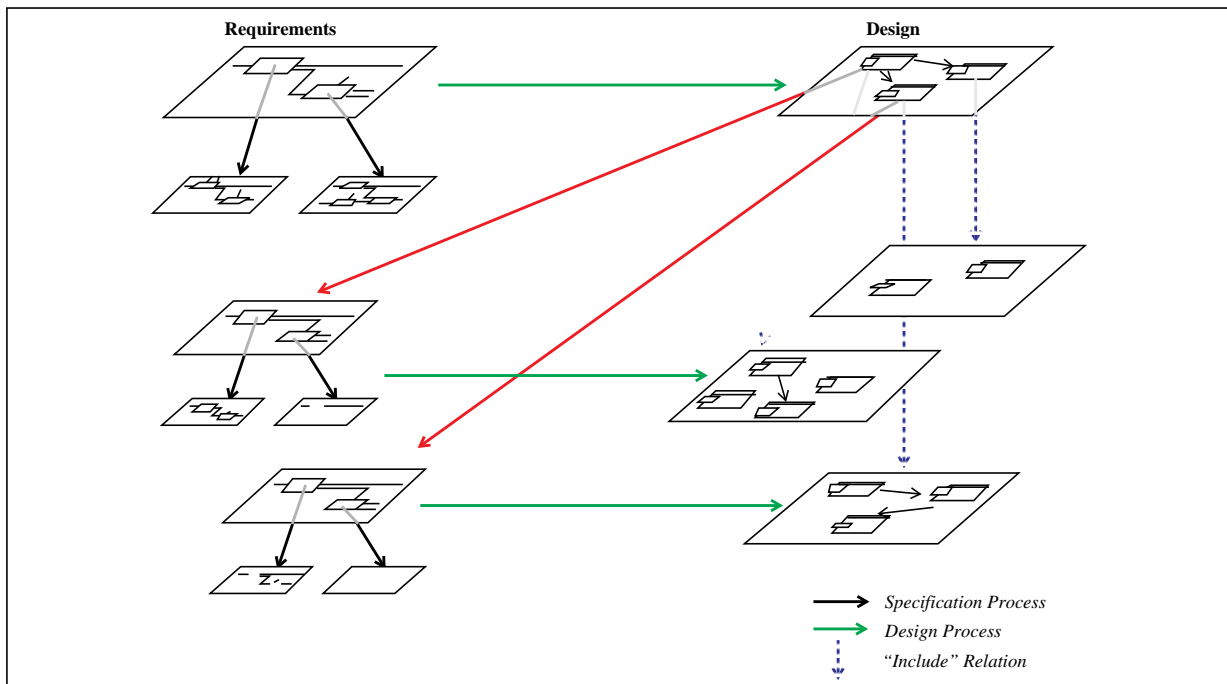 Requirements
Design
Specification Process
Design Process
“Include” Relation